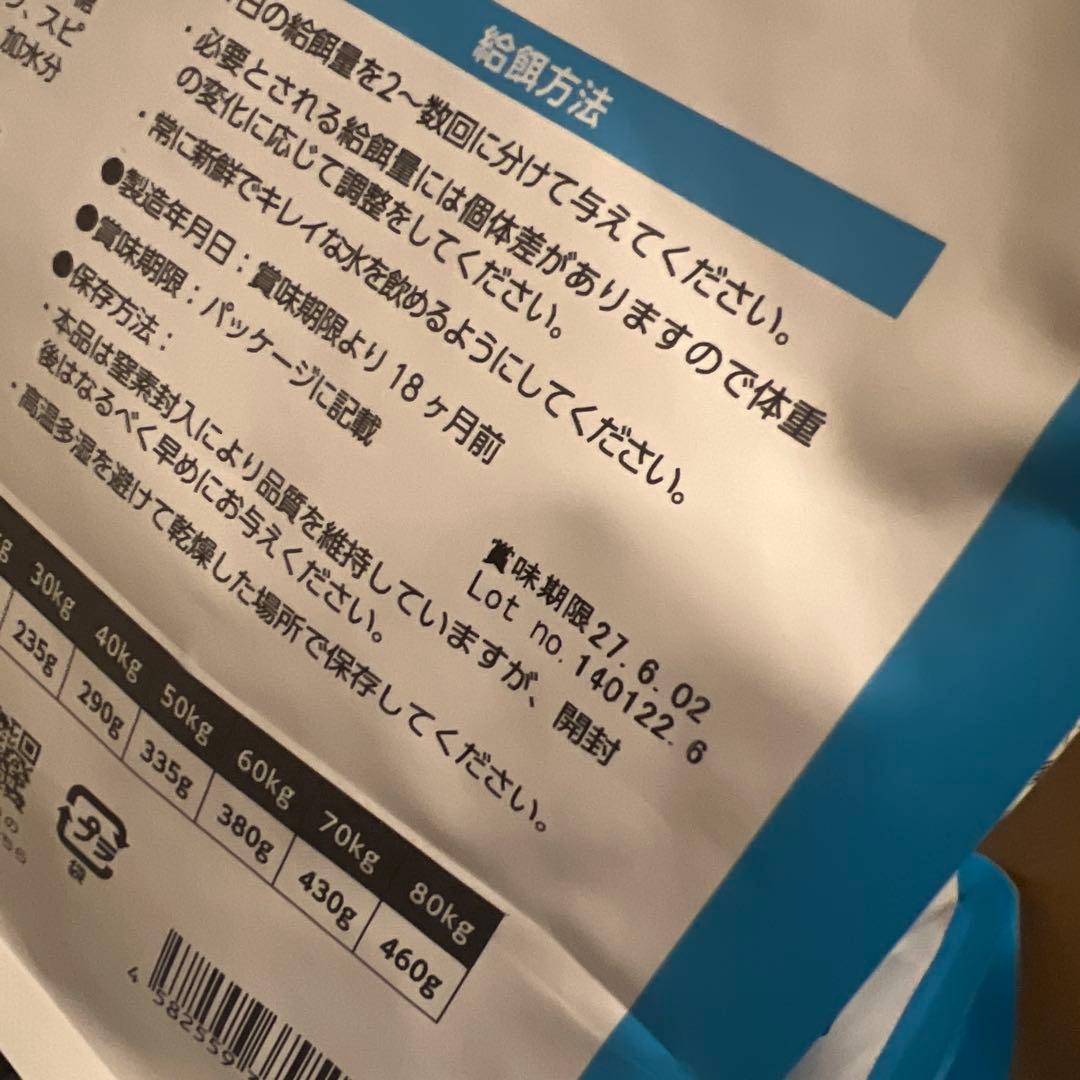 スピ
加水分
給餌方法
日の給餌量を2〜数回に分けて与えてください。
・必要とされる給餌量には個体差がありますので体重
の変化に応じて調整をしてください。
・常に新鮮でキレイな水を飲めるようにしてください。
●製造年月日：賞味期限より18ヶ月前
●賞味期限：パッケージに記載
●保存方法：
・本品は窒素封入により品質を維持していますが、開封
後はなるべく早めにお与えください。
・高温多湿を避けて乾燥した場所で保存してください。
賞味期限27.6.02
Lot no.140122.6
30kg 40kg 50kg 60kg 70kg 80kg
235g 290g 335g 380g 430g 460g
プラ
袋
4 582559